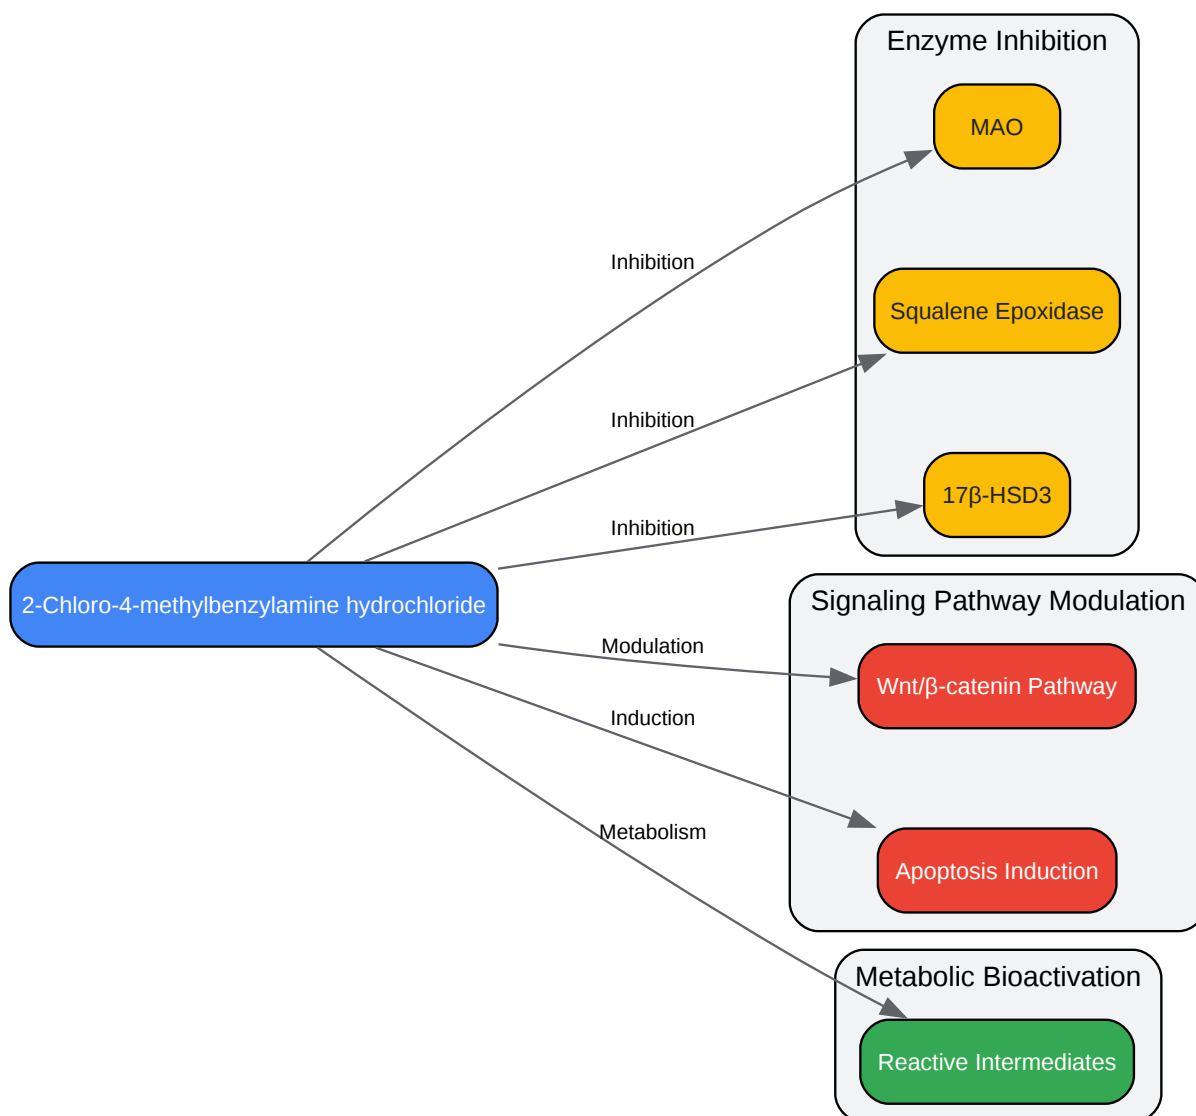 Enzyme Inhibition
MAO
Inhibition
Squalene Epoxidase
Inhibition
17β-HSD3
Inhibition
2-Chloro-4-methylbenzylamine hydrochloride
Signaling Pathway Modulation
Modulation
Wnt/β-catenin Pathway
Induction
Metabolism
Apoptosis Induction
Metabolic Bioactivation
Reactive Intermediates